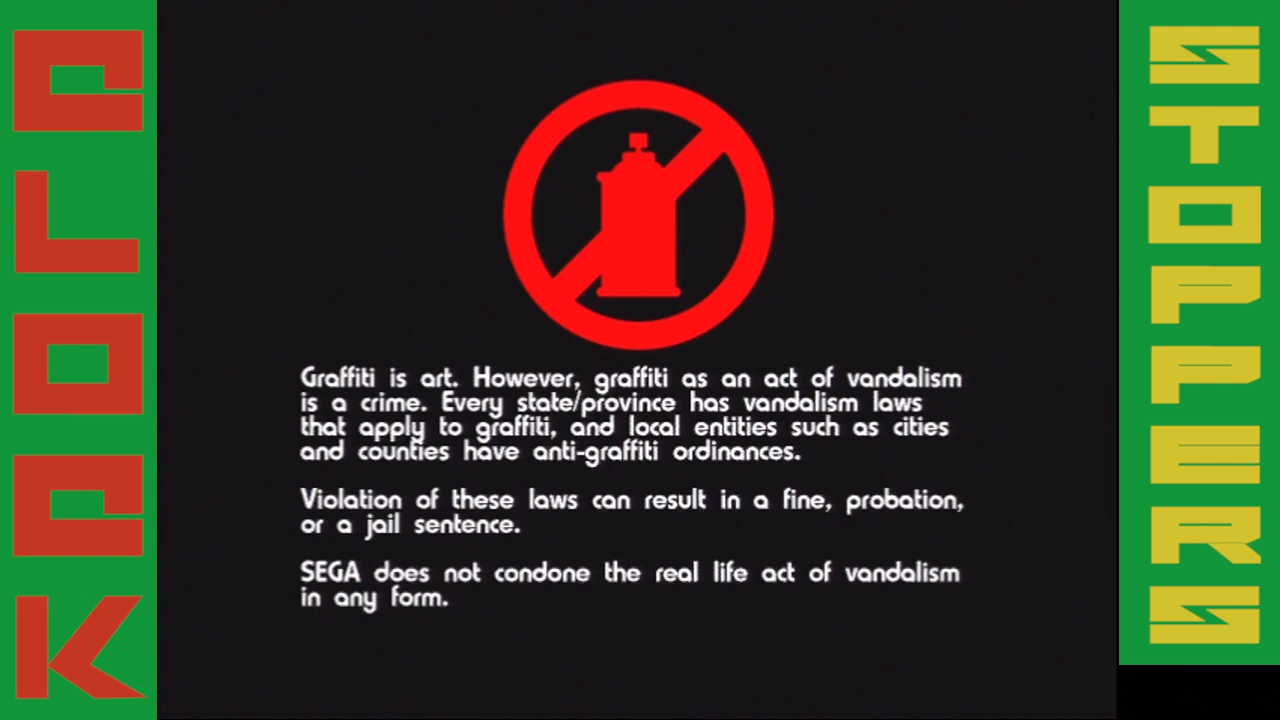 CLOCK
Graffiti is art. However, graffiti as an act of vandalism
is a crime. Every state/province has vandalism laws
that apply to graffiti, and local entities such as cities
and counties have anti-graffiti ordinances.
Violation of these laws can result in a fine, probation,
or a jail sentence.
SEGA does not condone the real life act of vandalism
in any form.
STOPPERS